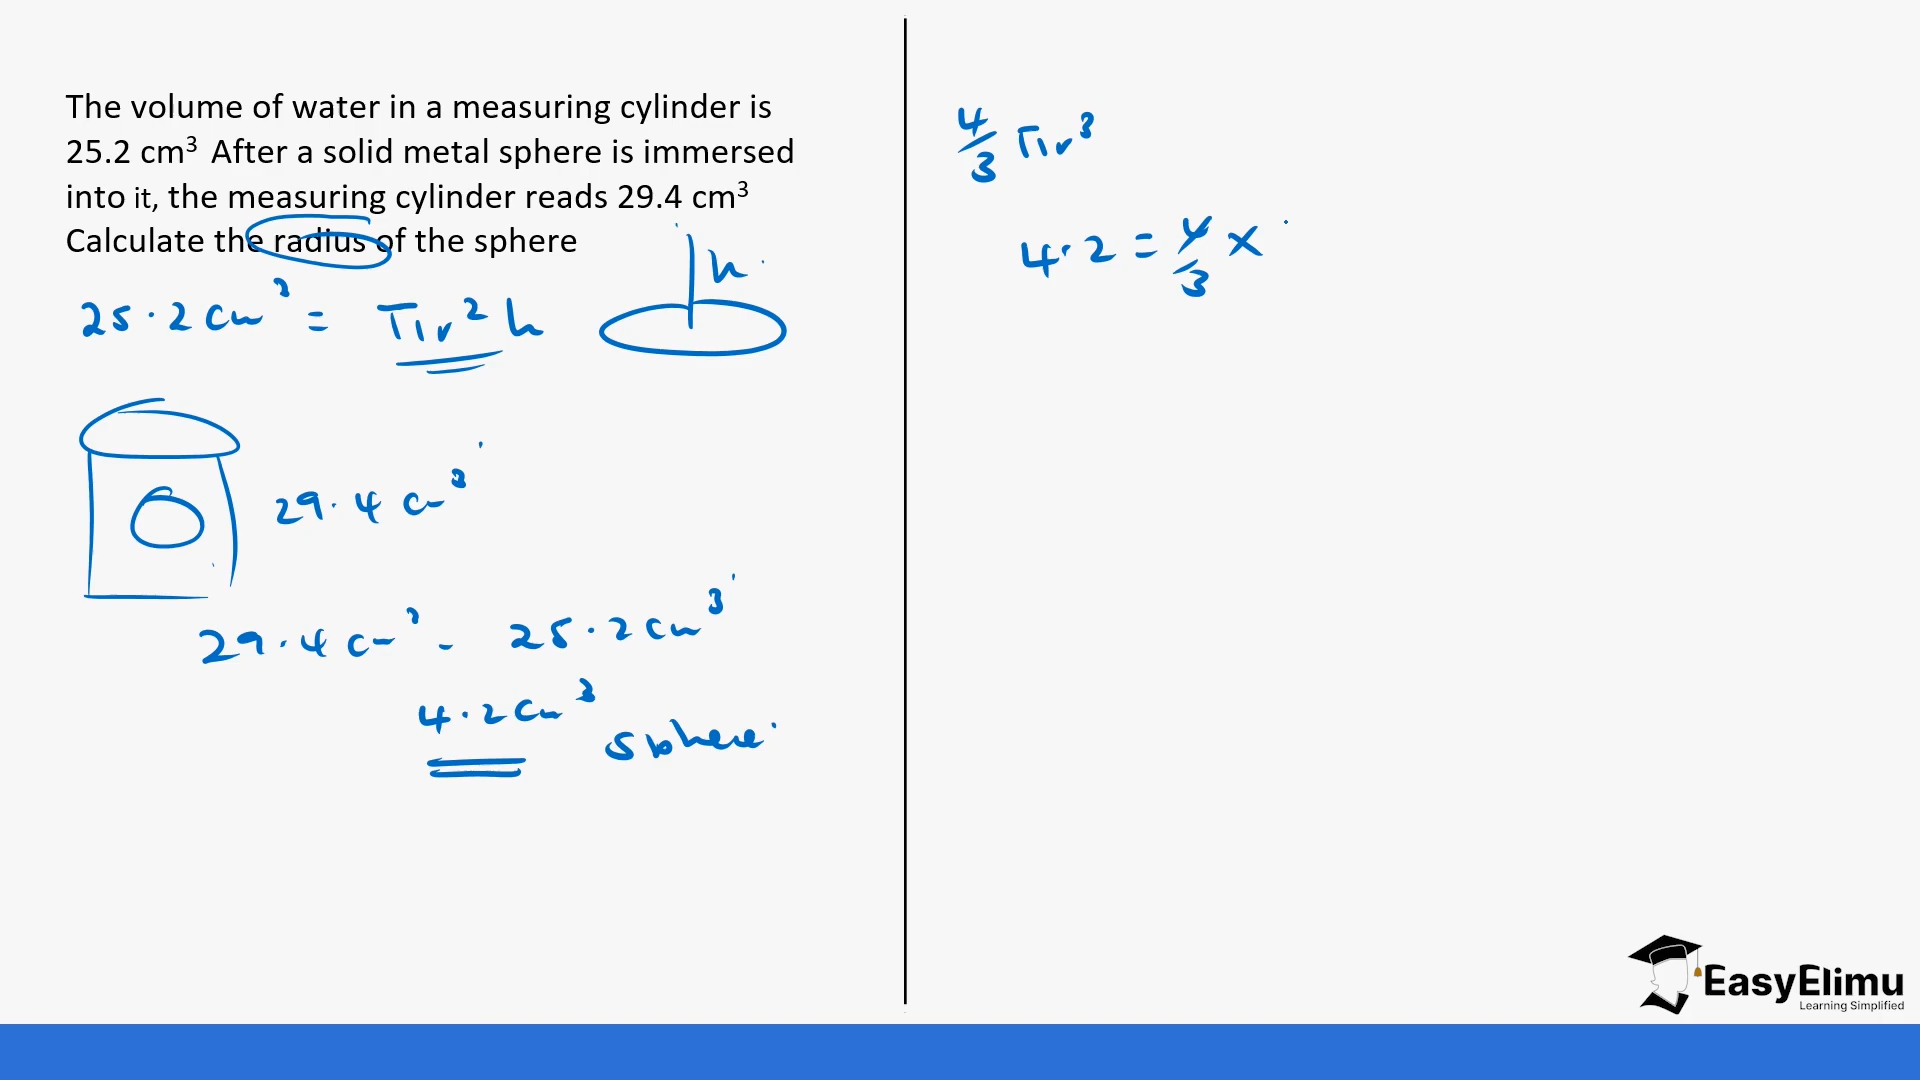 The volume of water in a measuring cylinder is
25.2 cm³ After a solid metal sphere is immersed
into it, the measuring cylinder reads 29.4 cm³
Calculate the radius of the sphere
25.2 cm³ = πr²h
h
29.4 cm³
29.4 cm³ - 25.2 cm³
4.2 cm³
sphere
4/3 πr³
4.2 = 4/3 x
EasyElimu
Learning Simplified